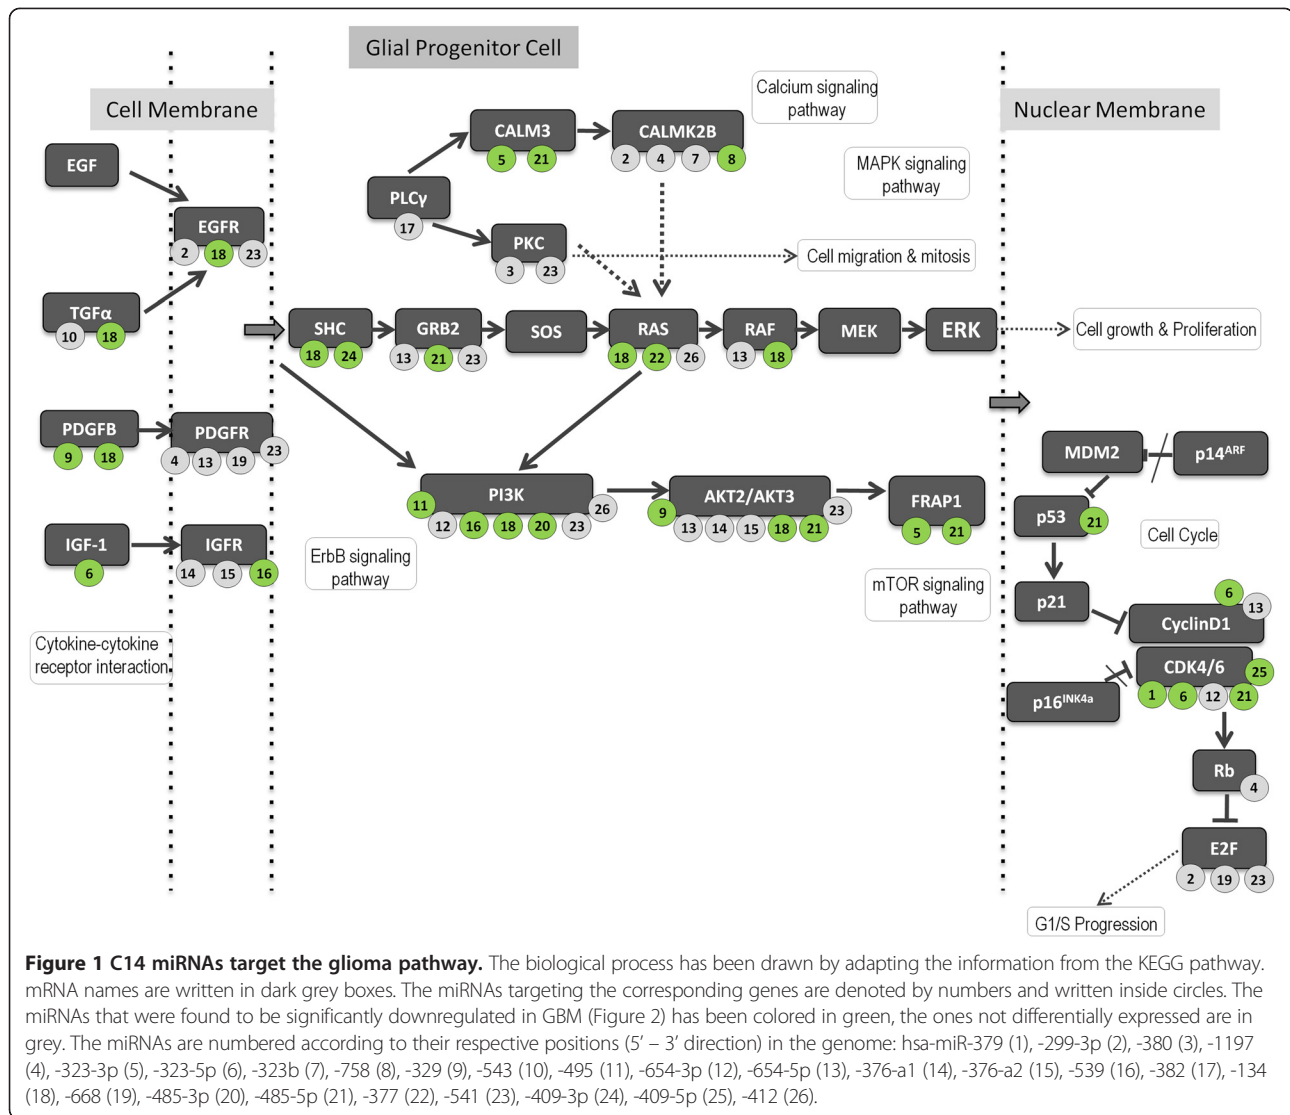 Glial Progenitor Cell
Cell Membrane
Nuclear Membrane
Calcium signaling
pathway
MAPK signaling
pathway
CALM3
5 21
CALMK2B
2 4 7 8
EGF
PLCγ
17
EGFR
2 18 23
PKC
3 23
Cell migration & mitosis
TGFα
10 18
SHC
18 24
GRB2
13 21 23
SOS
RAS
18 22 26
RAF
13 18
MEK
ERK
Cell growth & Proliferation
PDGFB
9 18
PDGFR
4 13 19 23
MDM2
p14ARF
PI3K
11 12 16 18 20 23 26
AKT2/AKT3
9 13 14 15 18 21 23
FRAP1
5 21
p53
21
Cell Cycle
IGF-1
6
IGFR
14 15 16
ErbB signaling
pathway
mTOR signaling
pathway
p21
6 13
CyclinD1
Cytokine-cytokine
receptor interaction
CDK4/6
1 6 12 21 25
p16INK4a
Rb
4
E2F
2 19 23
G1/S Progression
Figure 1 C14 miRNAs target the glioma pathway. The biological process has been drawn by adapting the information from the KEGG pathway.
mRNA names are written in dark grey boxes. The miRNAs targeting the corresponding genes are denoted by numbers and written inside circles. The
miRNAs that were found to be significantly downregulated in GBM (Figure 2) has been colored in green, the ones not differentially expressed are in
grey. The miRNAs are numbered according to their respective positions (5′ – 3′ direction) in the genome: hsa-miR-379 (1), -299-3p (2), -380 (3), -1197
(4), -323-3p (5), -323-5p (6), -323b (7), -758 (8), -329 (9), -543 (10), -495 (11), -654-3p (12), -654-5p (13), -376-a1 (14), -376-a2 (15), -539 (16), -382 (17), -134
(18), -668 (19), -485-3p (20), -485-5p (21), -377 (22), -541 (23), -409-3p (24), -409-5p (25), -412 (26).